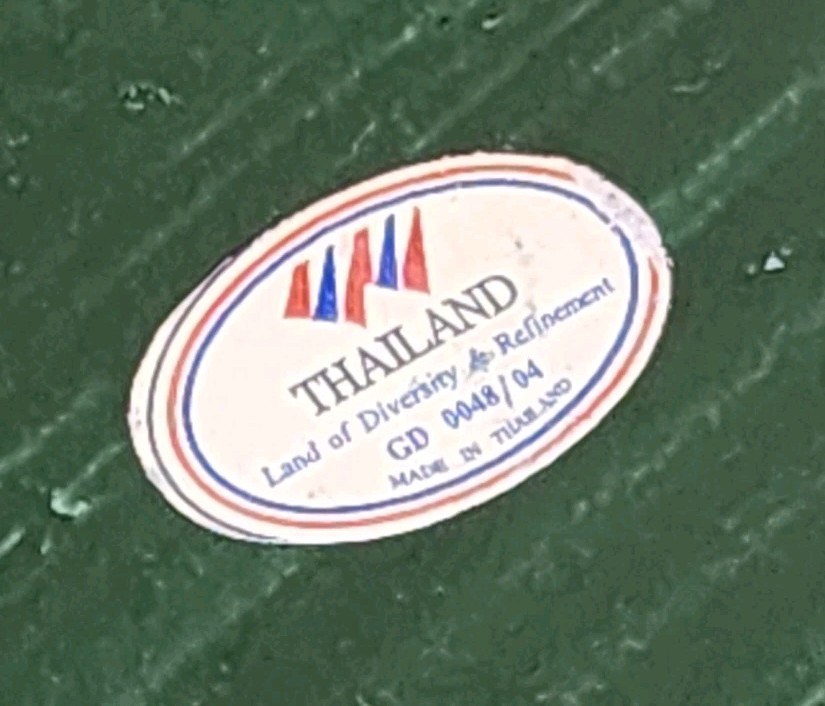 THAILAND
Land of Diversity & Refinement
GD 0048/04
MADE IN THAILAND